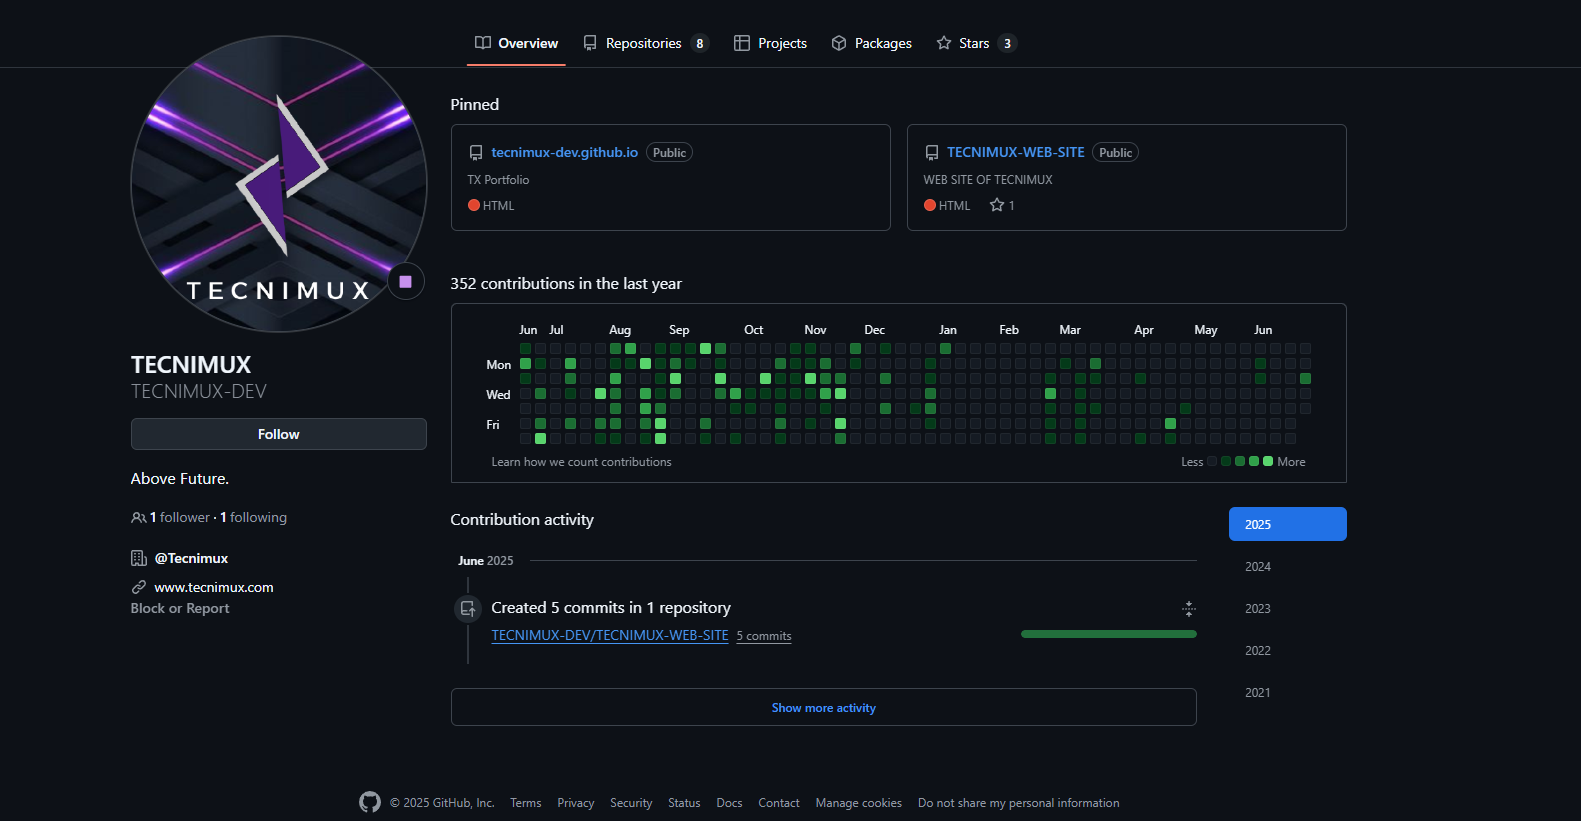 Overview Repositories 8 Projects Packages Stars 3
TECNIMUX
TECNIMUX
TECNIMUX-DEV
Follow
Above Future.
1 follower · 1 following
@Tecnimux
www.tecnimux.com
Block or Report
Pinned
tecnimux-dev.github.io Public
TX Portfolio
HTML
TECNIMUX-WEB-SITE Public
WEB SITE OF TECNIMUX
HTML 1
352 contributions in the last year
Jun Jul Aug Sep Oct Nov Dec Jan Feb Mar Apr May Jun
Mon
Wed
Fri
Learn how we count contributions
Less More
Contribution activity
June 2025
Created 5 commits in 1 repository
TECNIMUX-DEV/TECNIMUX-WEB-SITE 5 commits
Show more activity
2025
2024
2023
2022
2021
© 2025 GitHub, Inc. Terms Privacy Security Status Docs Contact Manage cookies Do not share my personal information